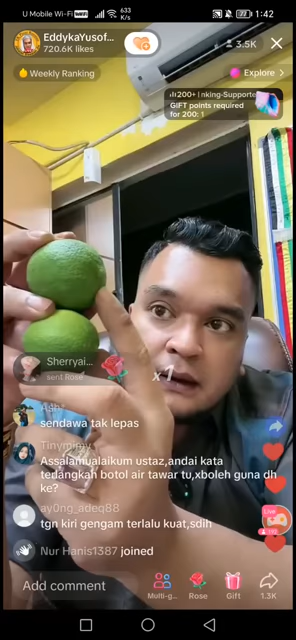 U Mobile Wi-Fi
633
K/s
1:42
EddykaYusof...
720.6K likes
3.5K
Weekly Ranking
Explore
200+
nking-Supporte
GIFT points required
for 200: 1
Sherryai...
sent Rose
x1
sendawa tak lepas
Tinymimy
Assalamualaikum ustaz,andai kata
terlangkah botol air tawar tu,xboleh guna dh
ke?
ayung_adeq88
tgn kiri gengam terlalu kuat,sdih
Nur Hanis1387 joined
Add comment
Multi-g...
Rose
Gift
1.3K